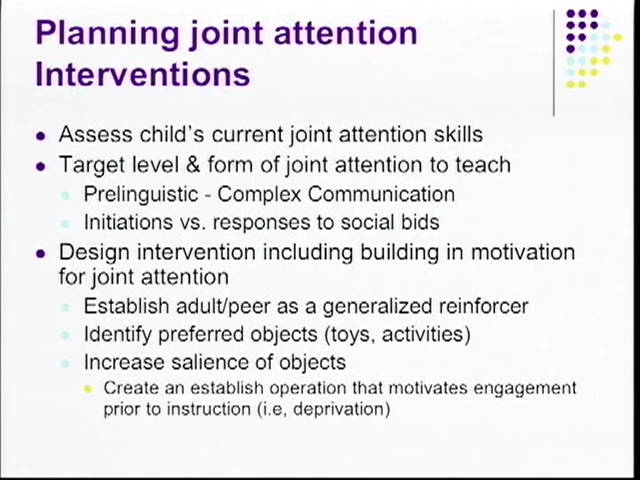 Planning joint attention
Interventions
Assess child's current joint attention skills
Target level & form of joint attention to teach
Prelinguistic - Complex Communication
Initiations vs. responses to social bids
Design intervention including building in motivation
for joint attention
Establish adult/peer as a generalized reinforcer
Identify preferred objects (toys, activities)
Increase salience of objects
Create an establish operation that motivates engagement
prior to instruction (i.e, deprivation)